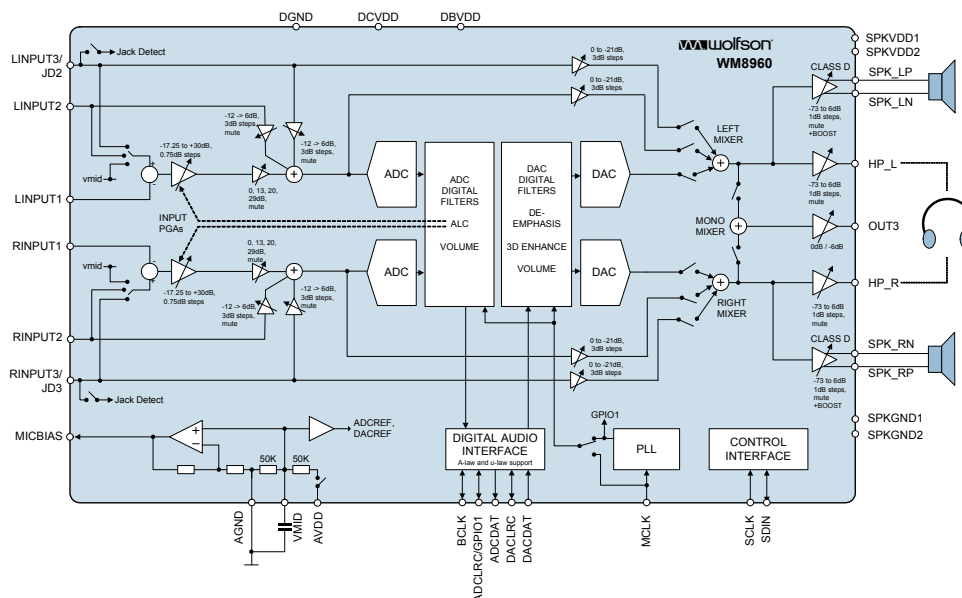 DGND
DCVDD
DBVDD
SPKVDD1
SPKVDD2
wolfson
WM8960
LINPUT3/
JD2
Jack Detect
0 to -21dB,
3dB steps
0 to -21dB,
3dB steps
CLASS D
SPK_LP
SPK_LN
-73 to 6dB
1dB steps,
mute
+BOOST
LINPUT2
-12 -> 6dB,
3dB steps,
mute
-12 -> 6dB,
3dB steps,
mute
-17.25 to +30dB,
0.75dB steps
vmid
+
-
-
0, 13, 20,
29dB,
mute
+
ADC
ADC
DIGITAL
FILTERS
ALC
VOLUME
DAC
DIGITAL
FILTERS
DE-
EMPHASIS
3D ENHANCE
VOLUME
DAC
LEFT
MIXER
+
HP_L
-73 to 6dB
1dB steps,
mute
LINPUT1
INPUT
PGAs
MONO
MIXER
+
OUT3
0dB / -6dB
RINPUT1
vmid
+
-
-
-17.25 to +30dB,
0.75dB steps
0, 13, 20,
29dB,
mute
+
ADC
DAC
+
RIGHT
MIXER
HP_R
-73 to 6dB
1dB steps,
mute
-12 -> 6dB,
3dB steps,
mute
-12 -> 6dB,
3dB steps,
mute
RINPUT2
0 to -21dB,
3dB steps
0 to -21dB,
3dB steps
CLASS D
SPK_RN
SPK_RP
-73 to 6dB
1dB steps,
mute
+BOOST
RINPUT3/
JD3
Jack Detect
SPKGND1
SPKGND2
MICBIAS
+
-
ADCREF,
DACREF
50K
50K
DIGITAL AUDIO
INTERFACE
A-law and u-law support
GPIO1
PLL
CONTROL
INTERFACE
AGND
VMID
AVDD
BCLK
ADCLRC/GPIO1
ADCDAT
DACLRC
DACDAT
MCLK
SCLK
SDIN